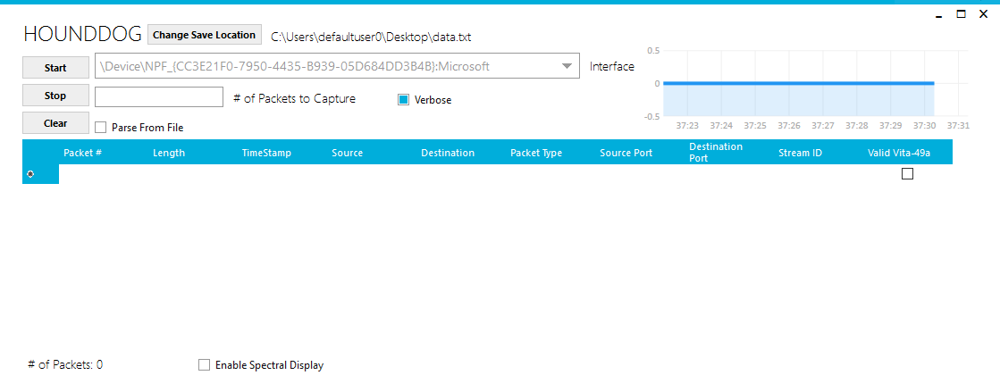 HOUNDDOG
Change Save Location
C:\Users\defaultuser0\Desktop\data.txt
Start
\Device\NPF_{CC3E21F0-7950-4435-B939-05D684DD3B4B}:Microsoft
Interface
Stop
# of Packets to Capture
Verbose
Clear
Parse From File
0.5
0
-0.5
37:23 37:24 37:25 37:26 37:27 37:28 37:29 37:30 37:31
Packet # Length TimeStamp Source Destination Packet Type Source Port Destination Port Stream ID Valid Vita-49a
# of Packets: 0
Enable Spectral Display